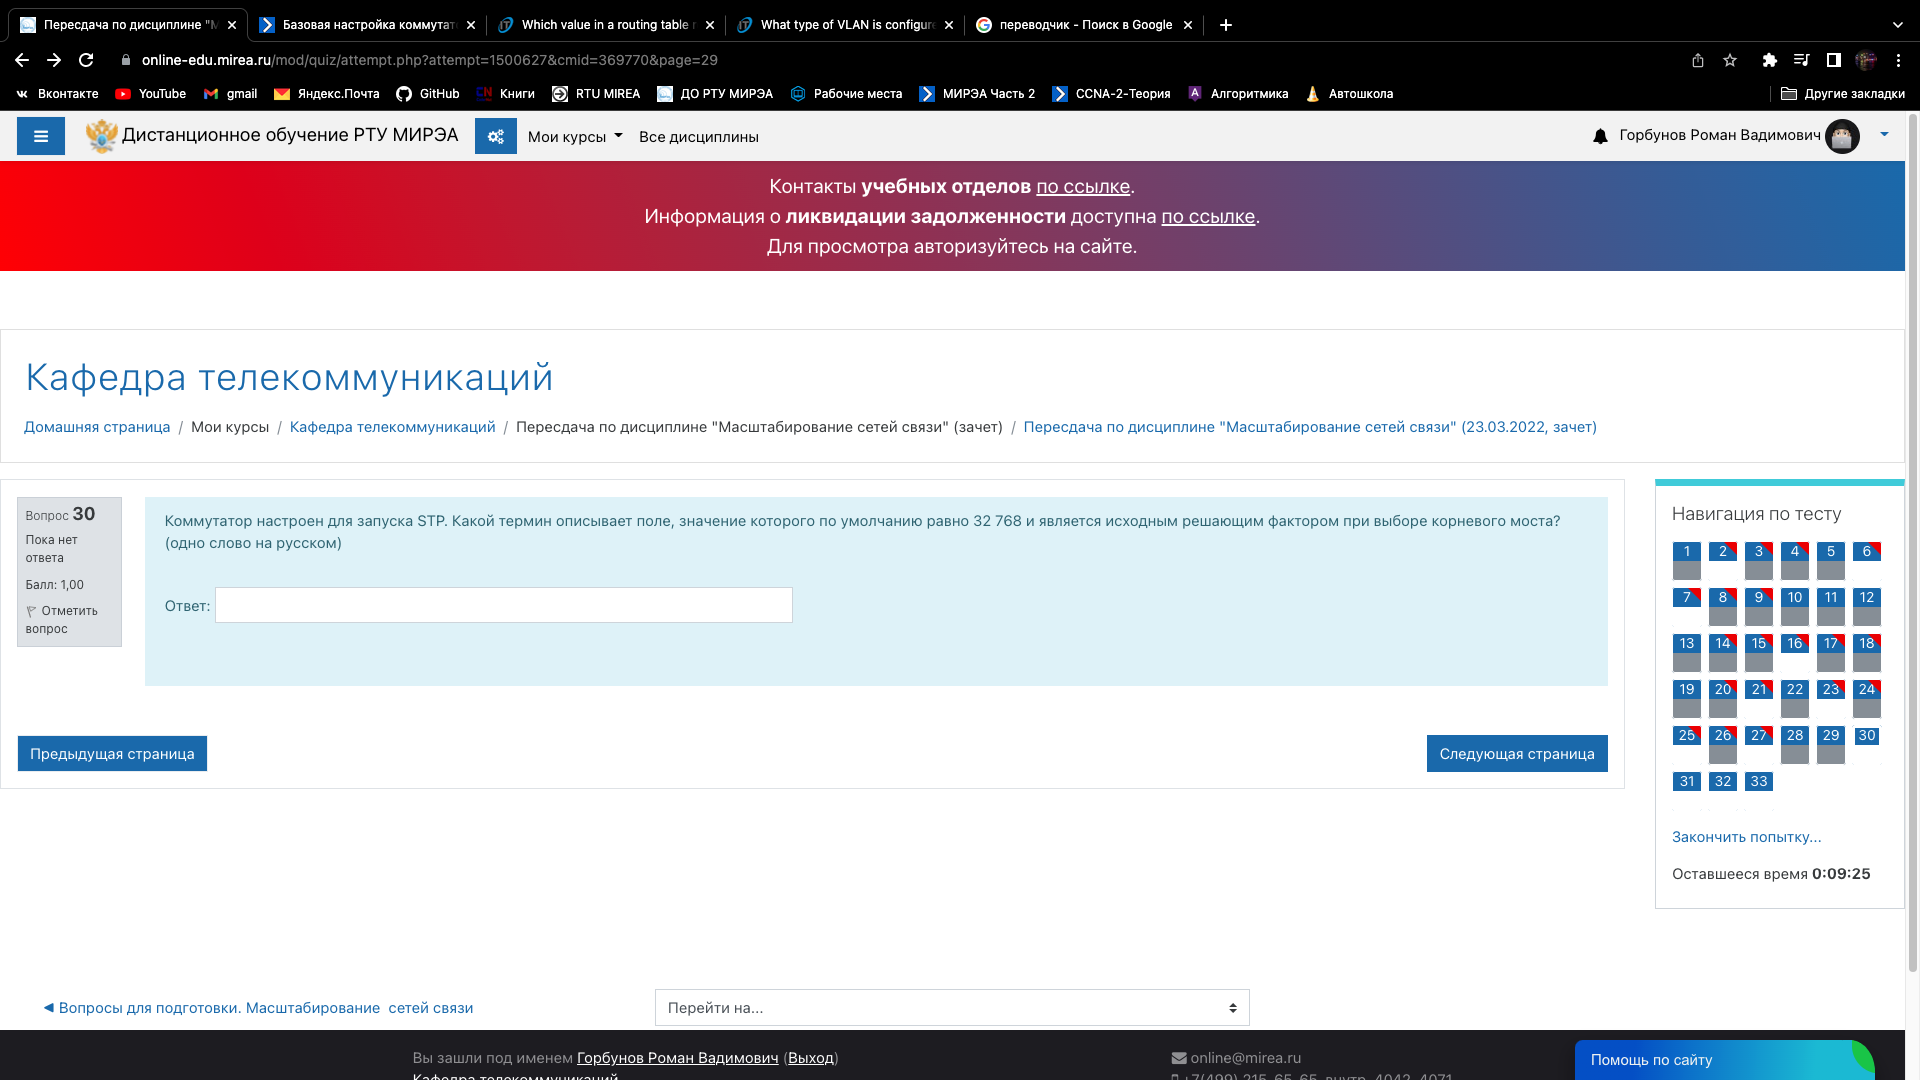 Пересдача по дисциплине "М
Базовая настройка коммутат
Which value in a routing table r
What type of VLAN is configure
переводчик - Поиск в Google
online-edu.mirea.ru/mod/quiz/attempt.php?attempt=1500627&cmid=369770&page=29
Вконтакте YouTube gmail Яндекс.Почта GitHub Книги RTU MIREA ДО РТУ МИРЭА Рабочие места МИРЭА Часть 2 CCNA-2-Теория Алгоритмика Автошкола Другие закладки
Дистанционное обучение РТУ МИРЭА Мои курсы Все дисциплины Горбунов Роман Вадимович
Контакты учебных отделов по ссылке.
Информация о ликвидации задолженности доступна по ссылке.
Для просмотра авторизуйтесь на сайте.
Кафедра телекоммуникаций
Домашняя страница / Мои курсы / Кафедра телекоммуникаций / Пересдача по дисциплине "Масштабирование сетей связи" (зачет) / Пересдача по дисциплине "Масштабирование сетей связи" (23.03.2022, зачет)
Вопрос 30
Пока нет
ответа
Балл: 1,00
Отметить
вопрос
Коммутатор настроен для запуска STP. Какой термин описывает поле, значение которого по умолчанию равно 32 768 и является исходным решающим фактором при выборе корневого моста?
(одно слово на русском)
Ответ:
Предыдущая страница
Следующая страница
Навигация по тесту
1 2 3 4 5 6
7 8 9 10 11 12
13 14 15 16 17 18
19 20 21 22 23 24
25 26 27 28 29 30
31 32 33
Закончить попытку...
Оставшееся время 0:09:25
◄ Вопросы для подготовки. Масштабирование сетей связи
Перейти на...
Вы зашли под именем Горбунов Роман Вадимович (Выход)
Кафедра телекоммуникаций
online@mirea.ru
+7(499) 215-65-65, внутр. 4042, 4071
Помощь по сайту